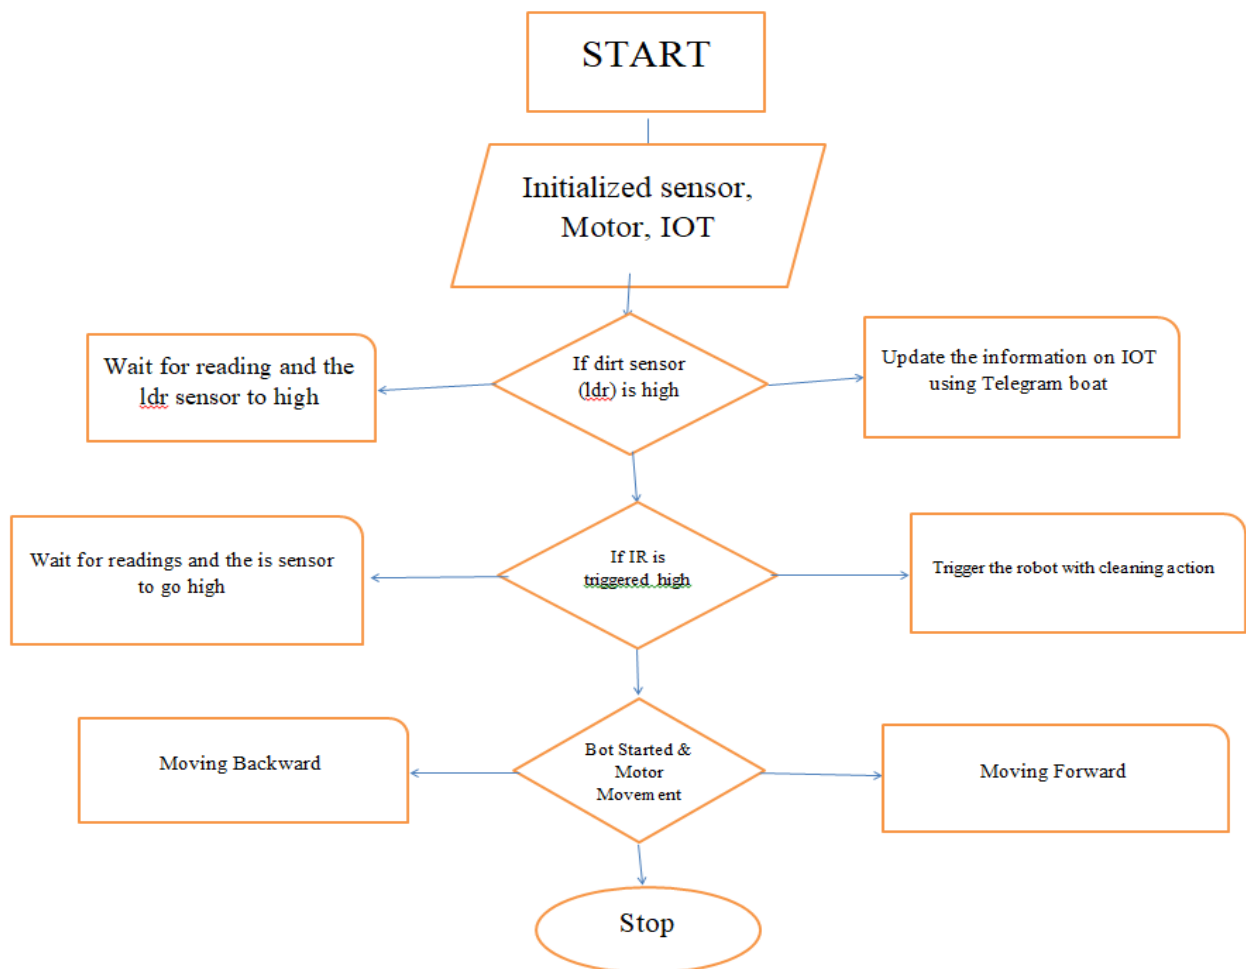 START
Initialized sensor,
Motor, IOT
If dirt sensor
(ldr) is high
Wait for reading and the
ldr sensor to high
Update the information on IOT
using Telegram boat
If IR is
triggered high
Wait for readings and the is sensor
to go high
Trigger the robot with cleaning action
Bot Started &
Motor
Movement
Moving Backward
Moving Forward
Stop